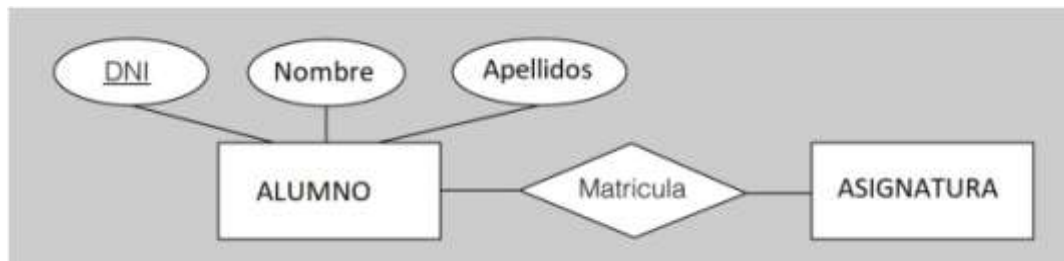 DNI
Nombre
Apellidos
ALUMNO
Matricula
ASIGNATURA